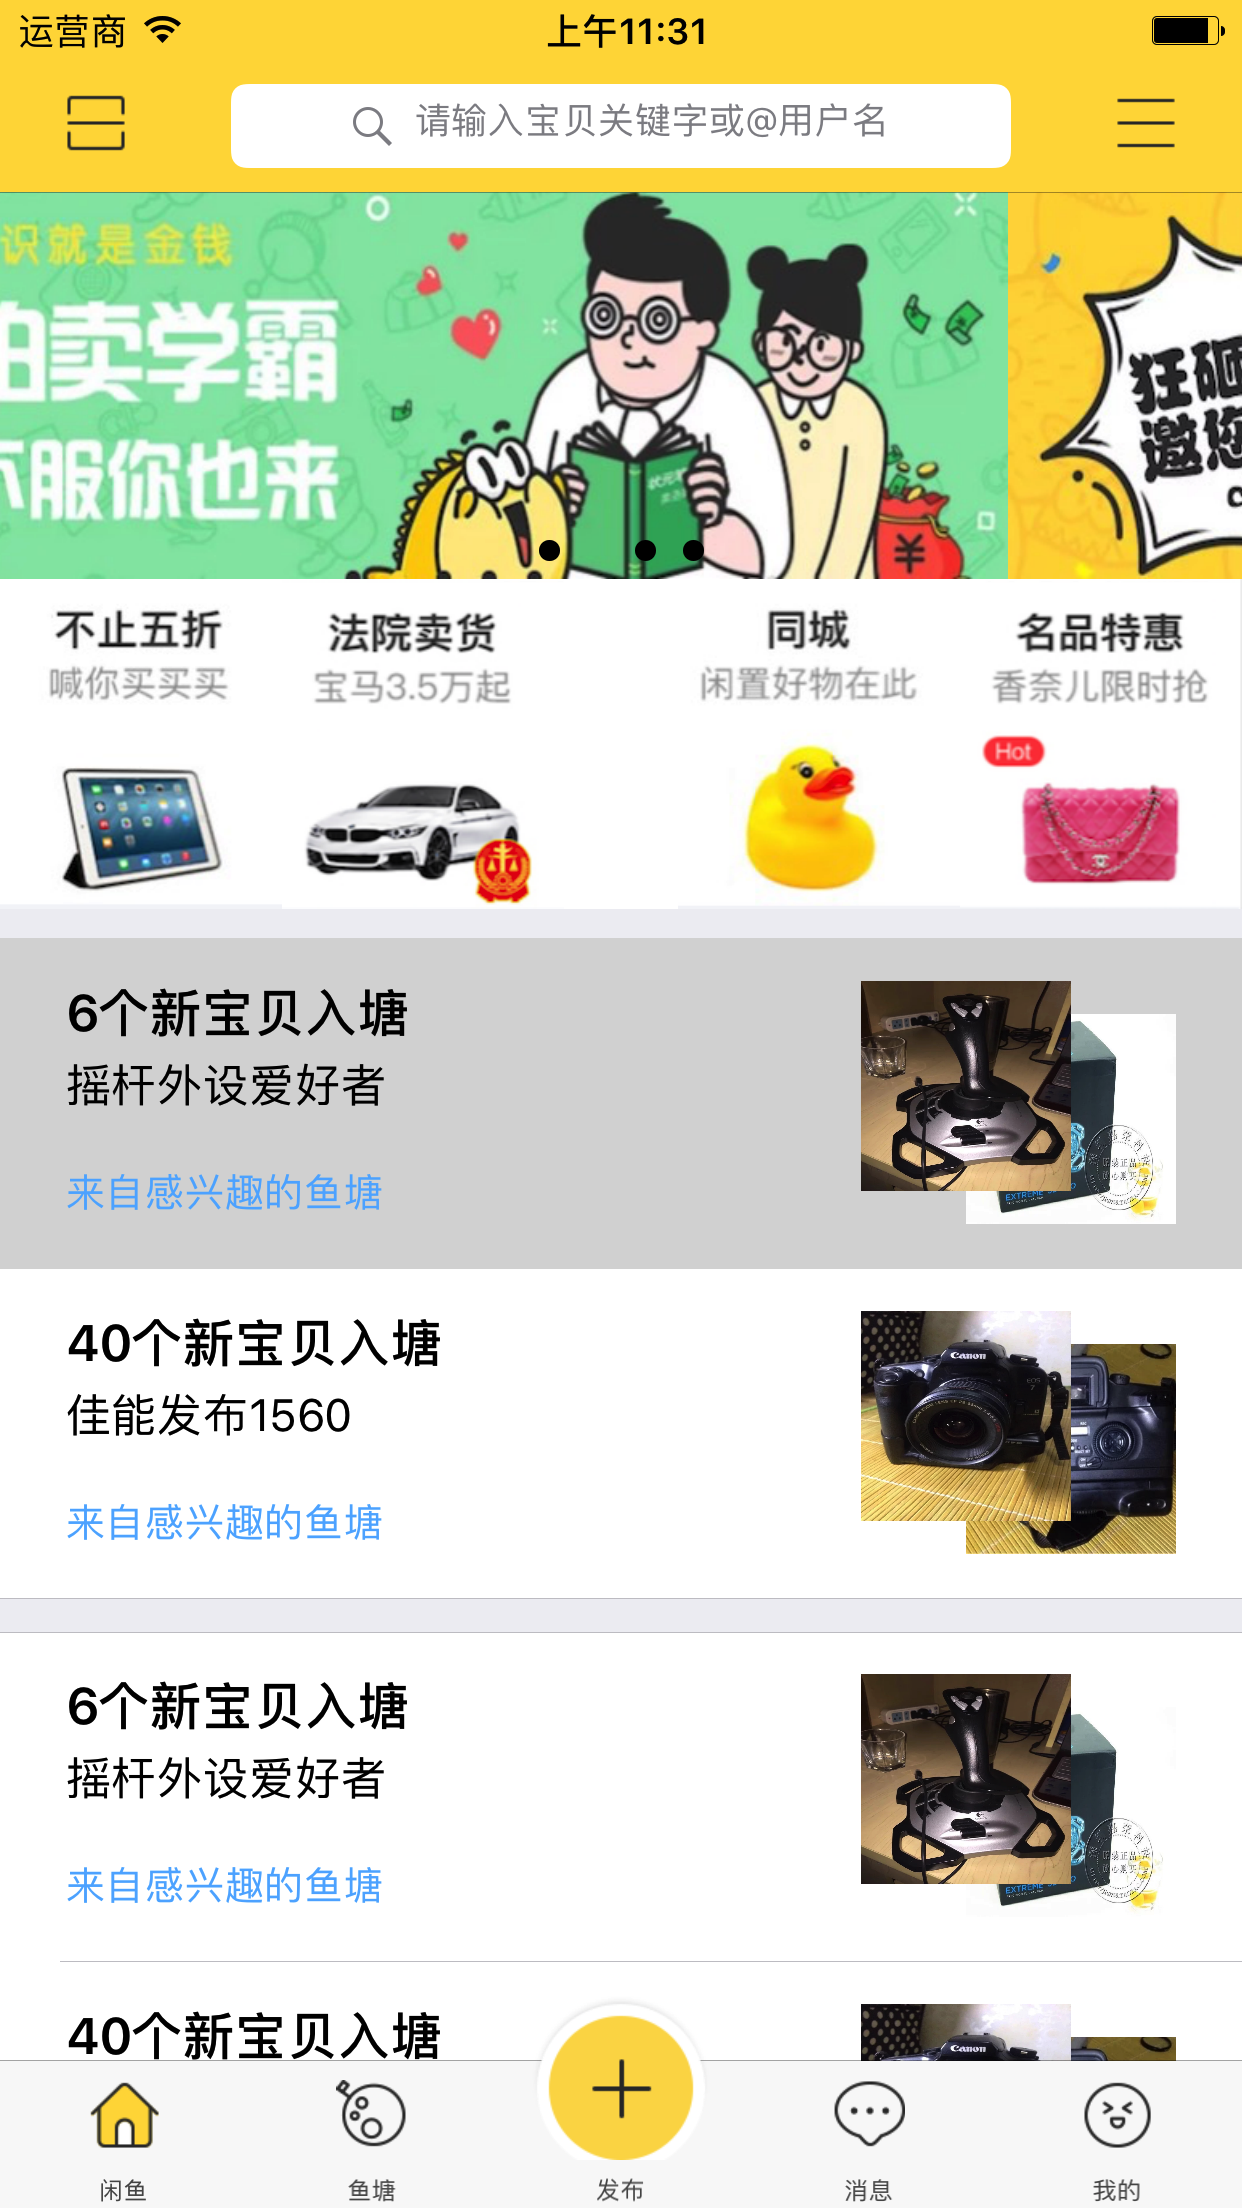 运营商
上午11:31
请输入宝贝关键字或@用户名
识就是金钱
拍卖学霸
不服你也来
狂砸
邀您
¥
不止五折
喊你买买买
法院卖货
宝马3.5万起
同城
闲置好物在此
名品特惠
香奈儿限时抢
Hot
6个新宝贝入塘
摇杆外设爱好者
来自感兴趣的鱼塘
40个新宝贝入塘
佳能发布1560
来自感兴趣的鱼塘
Canon
6个新宝贝入塘
摇杆外设爱好者
来自感兴趣的鱼塘
40个新宝贝入塘
Canon
闲鱼
鱼塘
发布
消息
我的